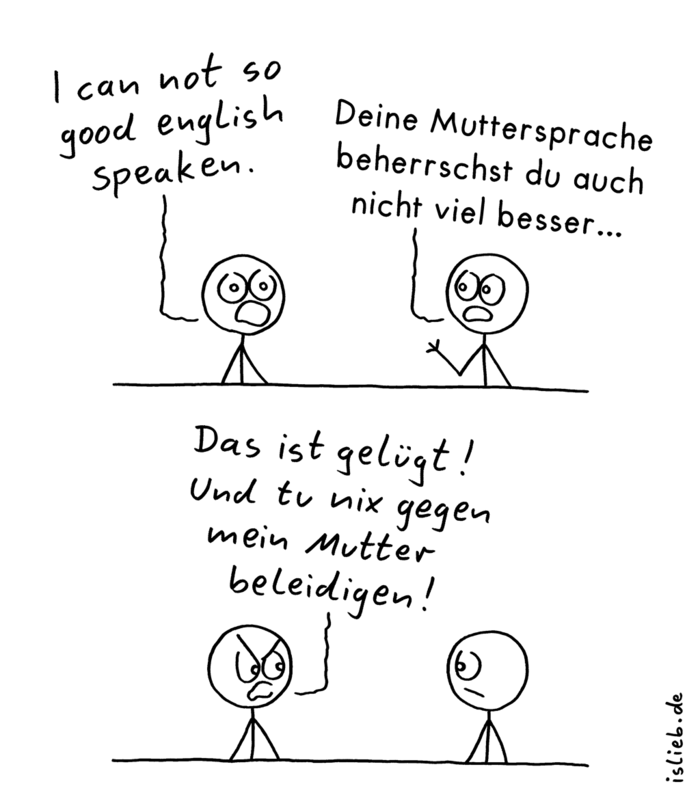 I can not so
good english
speaken.
Deine Muttersprache
beherrschst du auch
nicht viel besser...
Das ist gelügt!
Und tu nix gegen
mein Mutter
beleidigen!
islieb.de